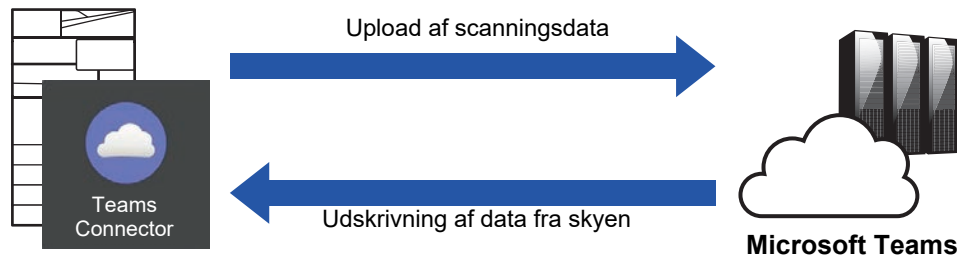 Upload af scanningsdata
Teams
Connector
Udskrivning af data fra skyen
Microsoft Teams